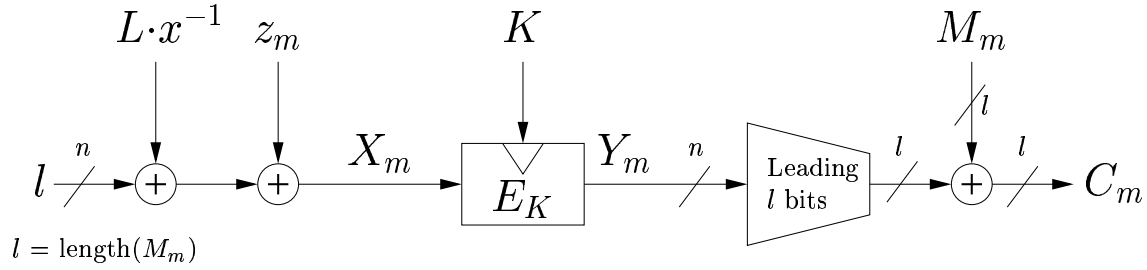 L·x⁻¹ z_m K M_m
l
n
l + + X_m E_K Y_m n Leading l l C_m
l bits +
l = length(M_m)